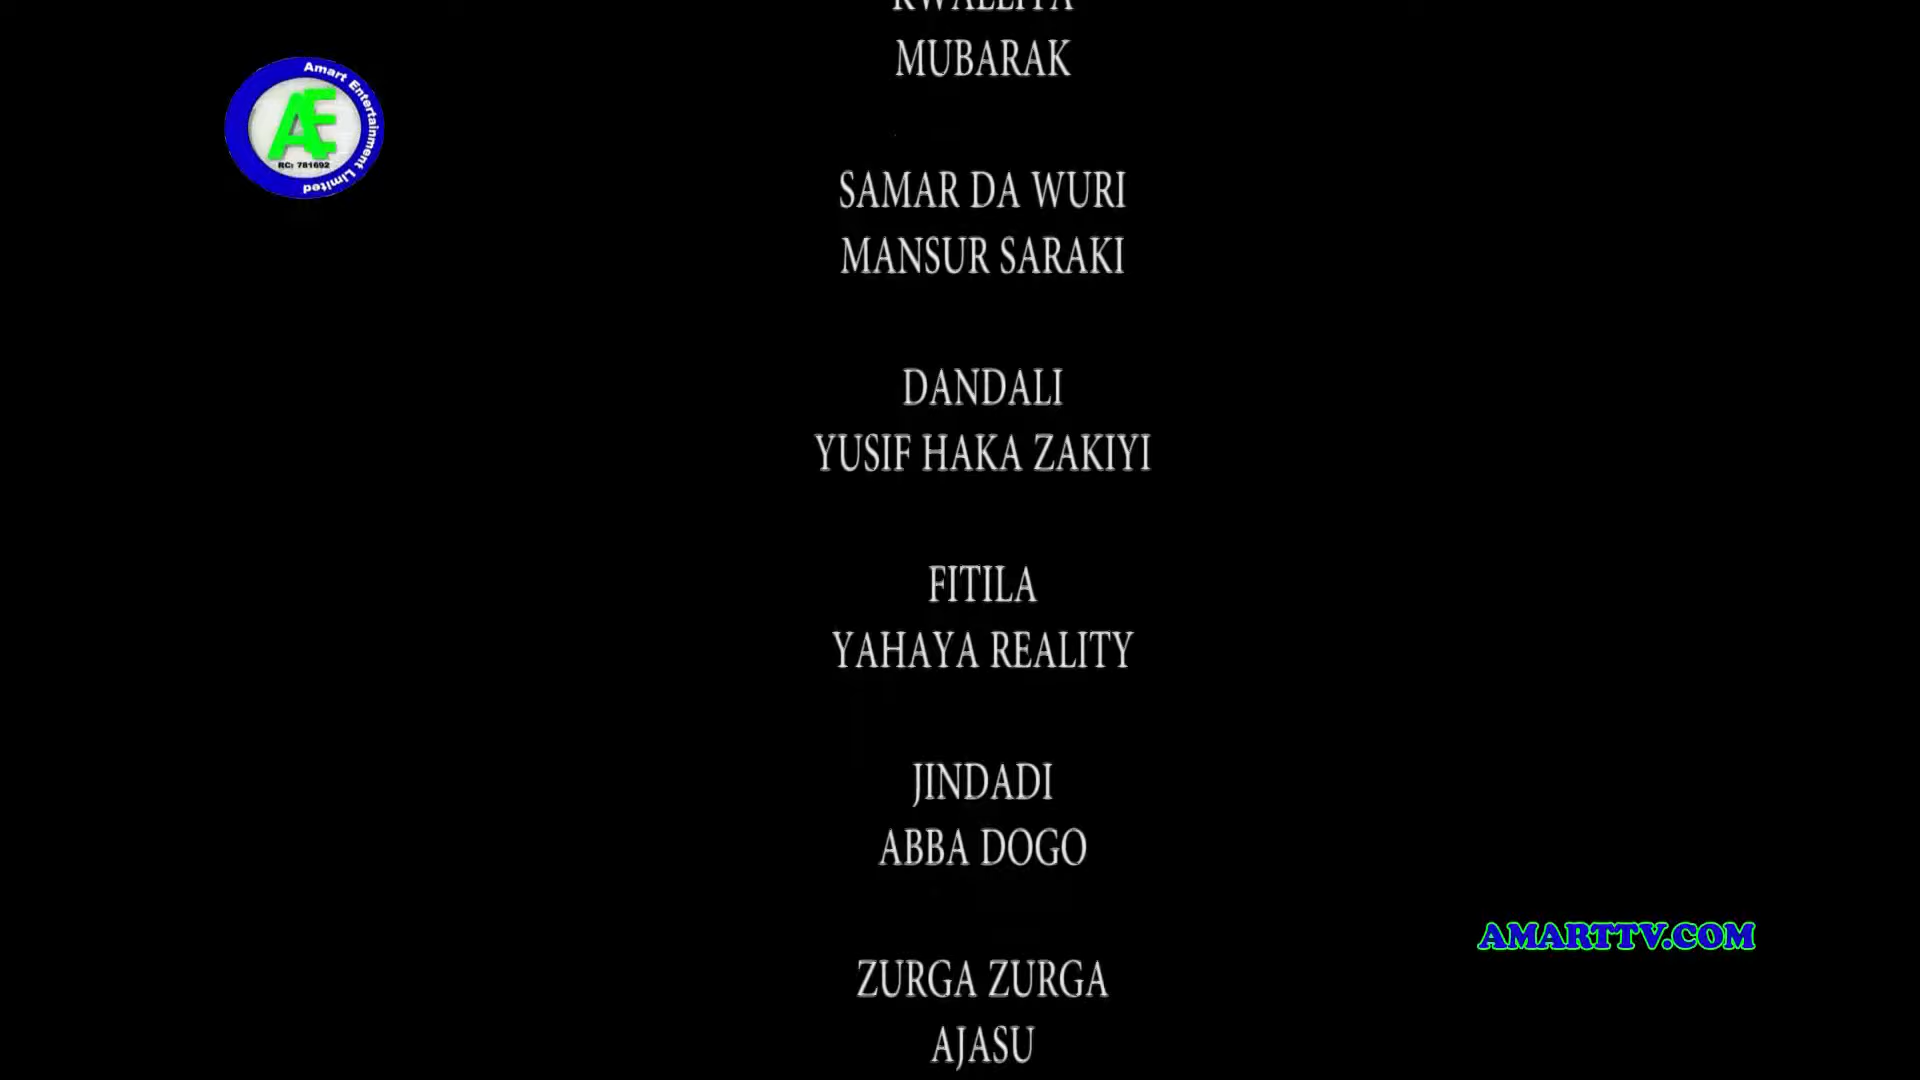 MUBARAK
Amart Entertainment Limited
AE
RC: 781692
SAMAR DA WURI
MANSUR SARAKI
DANDALI
YUSIF HAKA ZAKIYI
FITILA
YAHAYA REALITY
JINDADI
ABBA DOGO
AMARTTV.COM
ZURGA ZURGA
AJASU